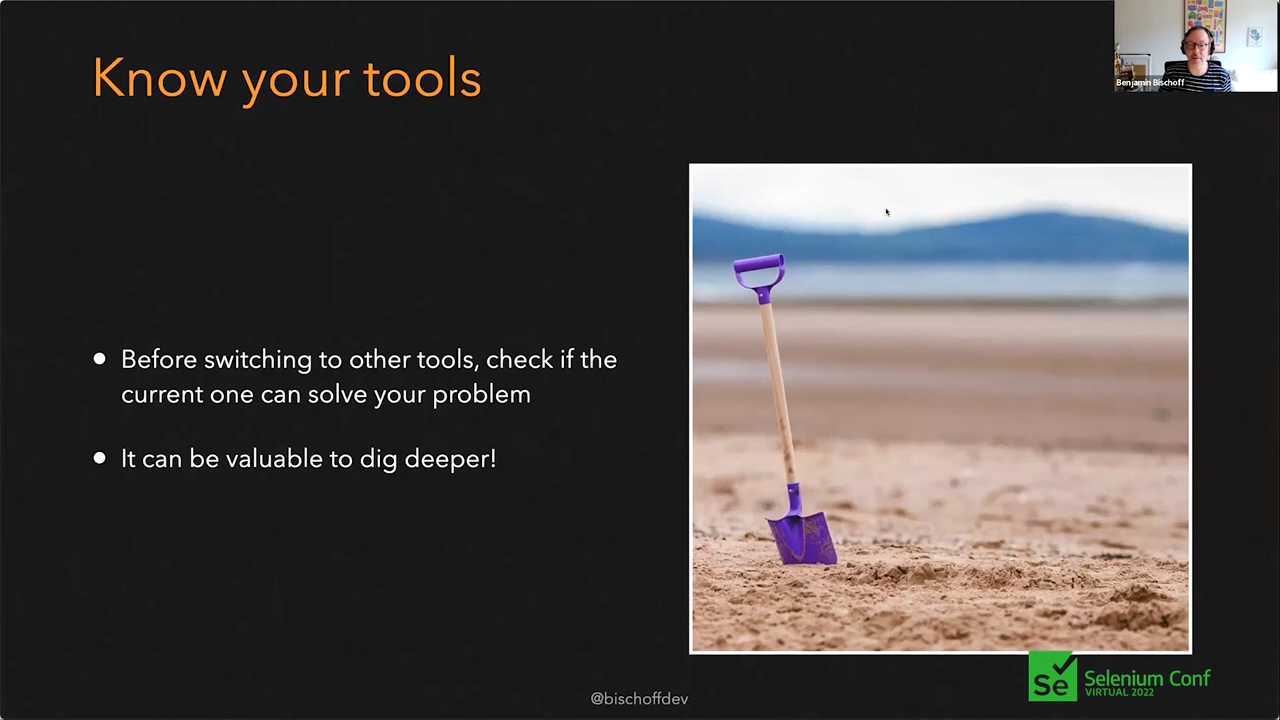 Know your tools
Benjamin Bischoff
● Before switching to other tools, check if the
current one can solve your problem
● It can be valuable to dig deeper!
@bischoffdev
Se
Selenium Conf
VIRTUAL 2022